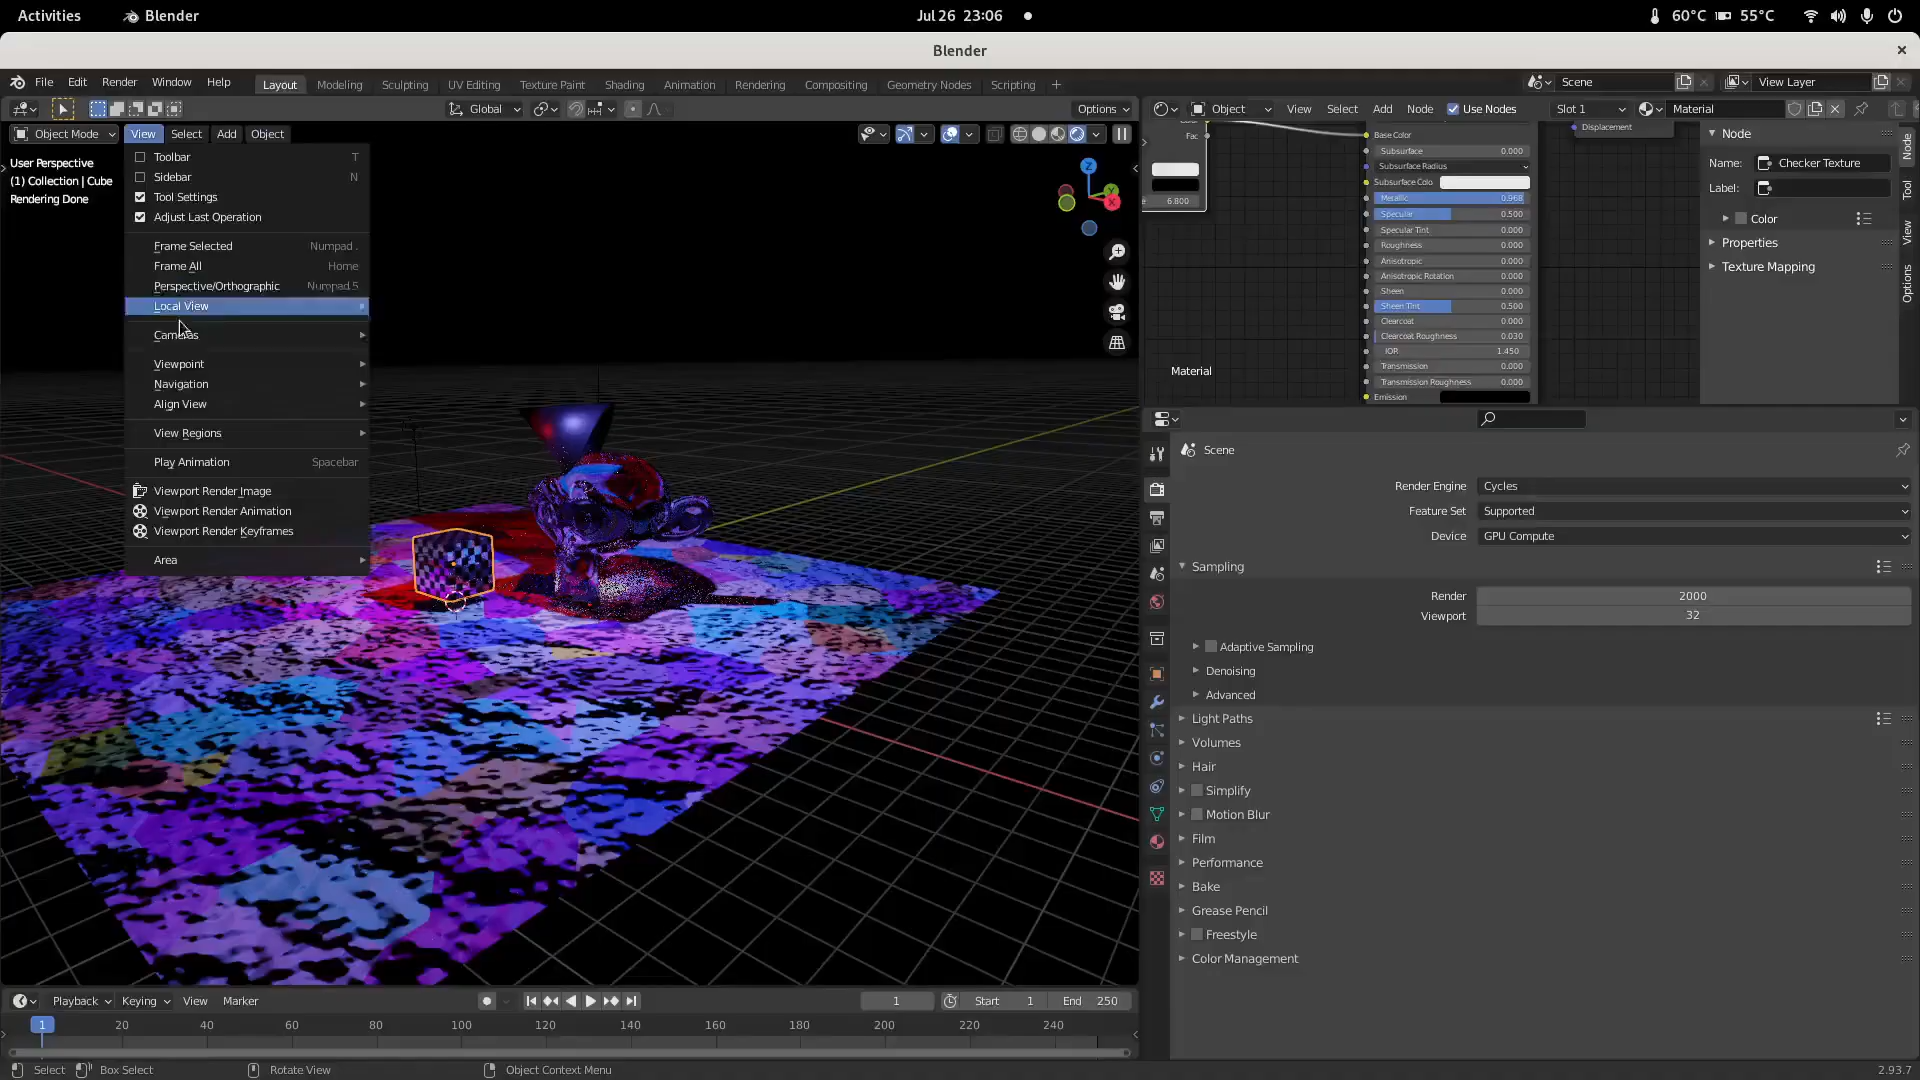 Activities
Blender
Jul 26 23:06
60°C
55°C
Blender
File Edit Render Window Help
Layout Modeling Sculpting UV Editing Texture Paint Shading Animation Rendering Compositing Geometry Nodes Scripting +
Scene
View Layer
Global
Options
Object Mode View Select Add Object
User Perspective
(1) Collection | Cube
Rendering Done
Toolbar T
Sidebar N
Tool Settings
Adjust Last Operation
Frame Selected Numpad .
Frame All Home
Perspective/Orthographic Numpad 5
Local View
Cameras
Viewpoint
Navigation
Align View
View Regions
Play Animation Spacebar
Viewport Render Image
Viewport Render Animation
Viewport Render Keyframes
Area
Z
Y
X
Object View Select Add Node Use Nodes Slot 1 Material
Fac
6.800
Base Color
Subsurface 0.000
Subsurface Radius
Subsurface Colo
Metallic 0.968
Specular 0.500
Specular Tint 0.000
Roughness 0.000
Anisotropic 0.000
Anisotropic Rotation 0.000
Sheen 0.000
Sheen Tint 0.500
Clearcoat 0.000
Clearcoat Roughness 0.030
IOR 1.450
Transmission 0.000
Transmission Roughness 0.000
Emission
Displacement
Material
Node
Name: Checker Texture
Label:
Color
Properties
Texture Mapping
Node
Tool
View
Options
Scene
Render Engine Cycles
Feature Set Supported
Device GPU Compute
Sampling
Render 2000
Viewport 32
Adaptive Sampling
Denoising
Advanced
Light Paths
Volumes
Hair
Simplify
Motion Blur
Film
Performance
Bake
Grease Pencil
Freestyle
Color Management
Playback Keying View Marker
1
Start 1
End 250
1 20 40 60 80 100 120 140 160 180 200 220 240
Select
Box Select
Rotate View
Object Context Menu
2.93.7